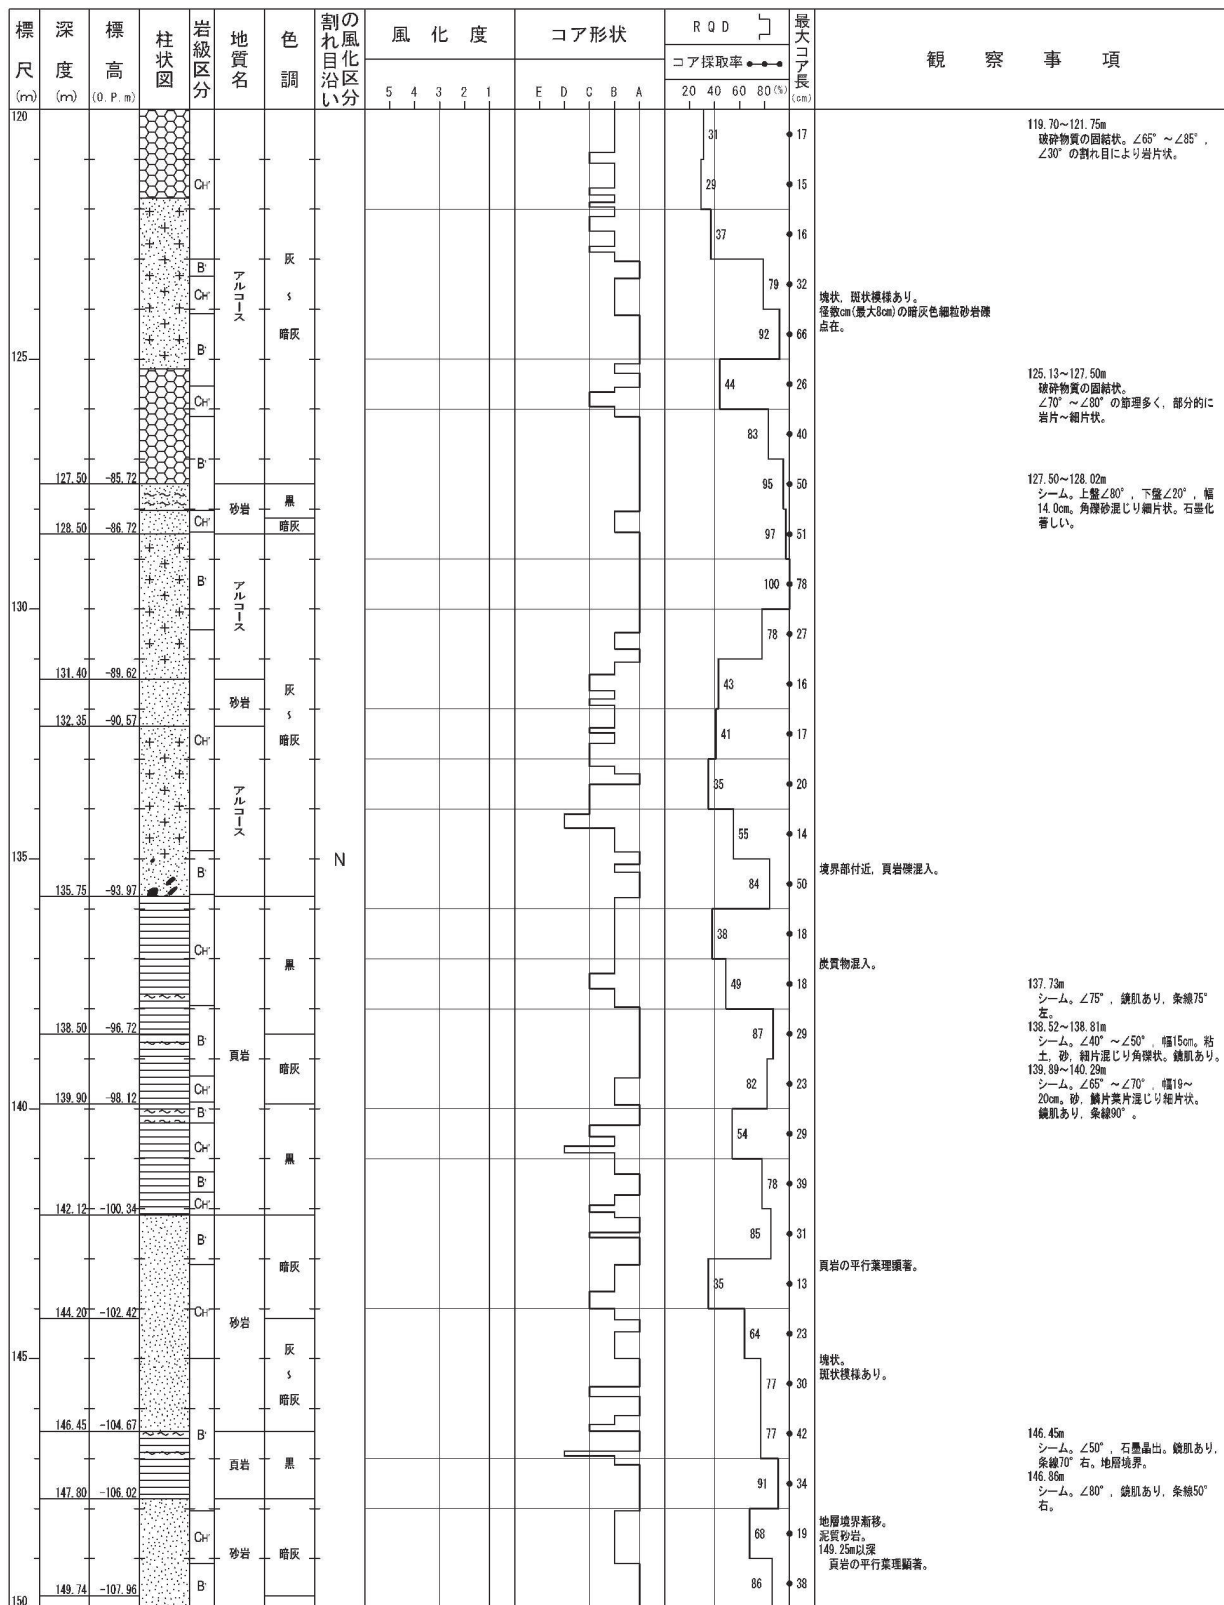 標尺(m)
深度(m)
標高(O.P.m)
柱状図
岩級区分
地質名
色調
割れ目沿いの風化区分
風化度
5 4 3 2 1
コア形状
E D C B A
RQD
コア採取率
20 40 60 80 (%)
最大コア長(cm)
観察事項
120
125
130
135
140
145
150
127.50 -85.72
128.50 -86.72
131.40 -89.62
132.35 -90.57
135.75 -93.97
138.50 -96.72
139.90 -98.12
142.12 -100.34
144.20 -102.42
146.45 -104.67
147.80 -106.02
149.74 -107.96
CH'
B'
CH'
B'
CH'
B'
CH'
B'
CH'
B'
CH'
B'
CH'
B'
CH'
B'
CH'
B'
CH'
B'
CH'
B'
アルコース
砂岩
アルコース
砂岩
アルコース
頁岩
砂岩
頁岩
砂岩
灰~暗灰
黒
暗灰
灰~暗灰
黒
暗灰
黒
暗灰
灰~暗灰
黒
暗灰
N
31 17
29 15
37 16
79 32
92 66
44 26
83 40
95 50
97 51
100 78
78 27
43 16
41 17
35 20
55 14
84 50
38 18
49 18
87 29
82 23
54 29
78 39
85 31
35 13
64 23
77 30
77 42
91 34
68 19
86 38
119.70~121.75m
破砕物質の固結状。∠65°~∠85°,
∠30°の割れ目により岩片状。
塊状, 斑状模様あり。
径数cm(最大8cm)の暗灰色細粒砂岩礫
点在。
125.13~127.50m
破砕物質の固結状。
∠70°~∠80°の節理多く, 部分的に
岩片~細片状。
127.50~128.02m
シーム。上盤∠80°, 下盤∠20°, 幅
14.0cm。角礫砂混じり細片状。石墨化
著しい。
境界部付近, 頁岩礫混入。
炭質物混入。
137.73m
シーム。∠75°, 鏡肌あり, 条線75°
左。
138.52~138.81m
シーム。∠40°~∠50°, 幅15cm。粘
土, 砂, 細片混じり角礫状。鏡肌あり。
139.89~140.29m
シーム。∠65°~∠70°, 幅19~
20cm。砂, 鱗片葉片混じり細片状。
鏡肌あり, 条線90°。
頁岩の平行葉理顕著。
塊状。
斑状模様あり。
146.45m
シーム。∠50°, 石墨晶出。鏡肌あり,
条線70°右。地層境界。
146.86m
シーム。∠80°, 鏡肌あり, 条線50°
右。
地層境界漸移。
泥質砂岩。
149.25m以深
頁岩の平行葉理顕著。